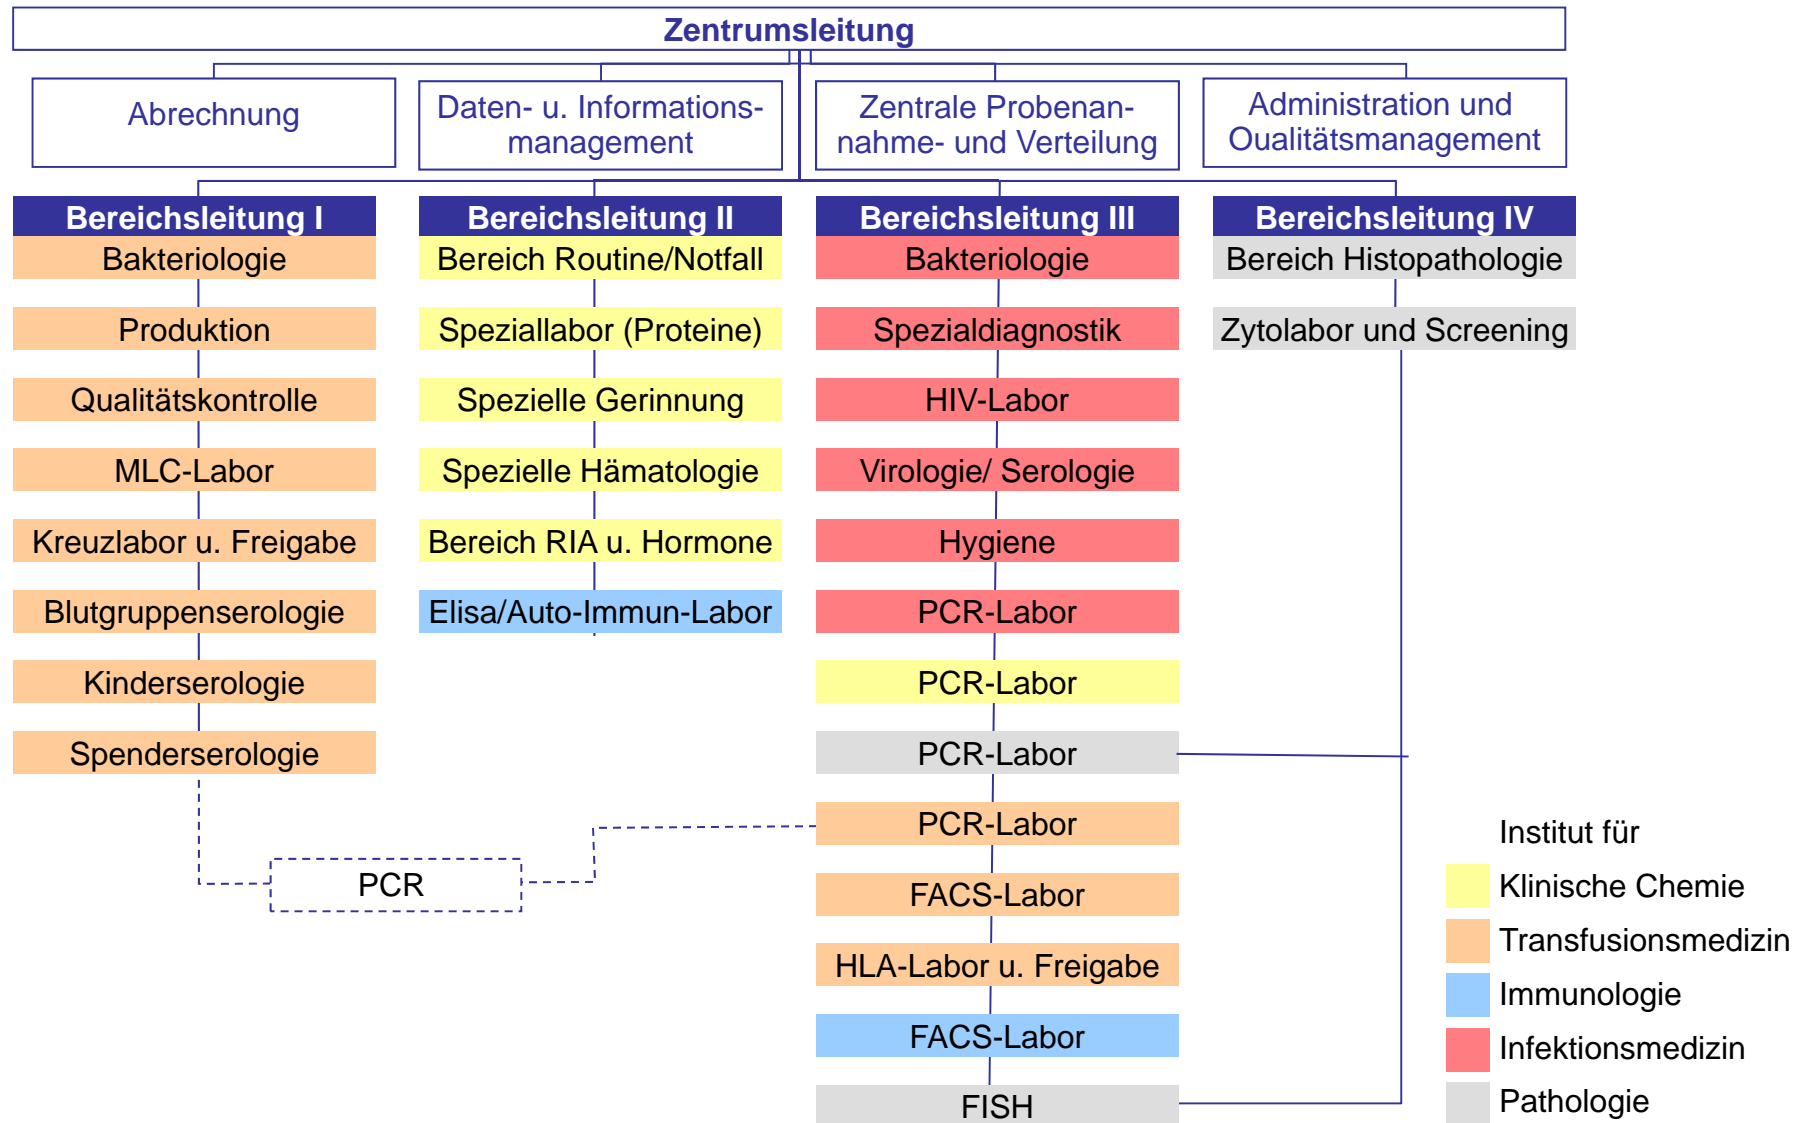 Zentrumsleitung
Abrechnung
Daten- u. Informations-
management
Zentrale Probenan-
nahme- und Verteilung
Administration und
Qualitätsmanagement
Bereichsleitung I
Bakteriologie
Produktion
Qualitätskontrolle
MLC-Labor
Kreuzlabor u. Freigabe
Blutgruppenserologie
Kinderserologie
Spenderserologie
PCR
Bereichsleitung II
Bereich Routine/Notfall
Speziallabor (Proteine)
Spezielle Gerinnung
Spezielle Hämatologie
Bereich RIA u. Hormone
Elisa/Auto-Immun-Labor
Bereichsleitung III
Bakteriologie
Spezialdiagnostik
HIV-Labor
Virologie/ Serologie
Hygiene
PCR-Labor
PCR-Labor
PCR-Labor
PCR-Labor
FACS-Labor
HLA-Labor u. Freigabe
FACS-Labor
FISH
Bereichsleitung IV
Bereich Histopathologie
Zytolabor und Screening
Institut für
Klinische Chemie
Transfusionsmedizin
Immunologie
Infektionsmedizin
Pathologie